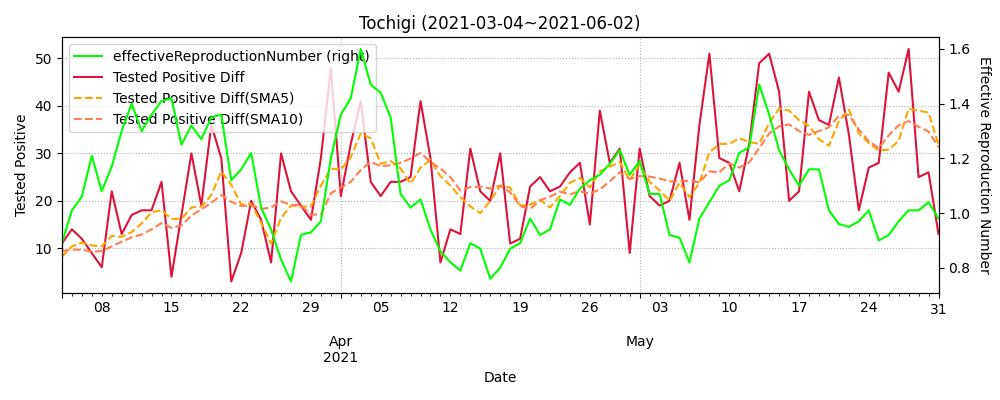 Tochigi (2021-03-04~2021-06-02)
effectiveReproductionNumber (right)
Tested Positive Diff
Tested Positive Diff(SMA5)
Tested Positive Diff(SMA10)
Tested Positive
50
40
30
20
10
1.6
1.4
1.2
1.0
0.8
Effective Reproduction Number
08 15 22 29 05 12 19 26 03 10 17 24 31
Apr May
2021
Date